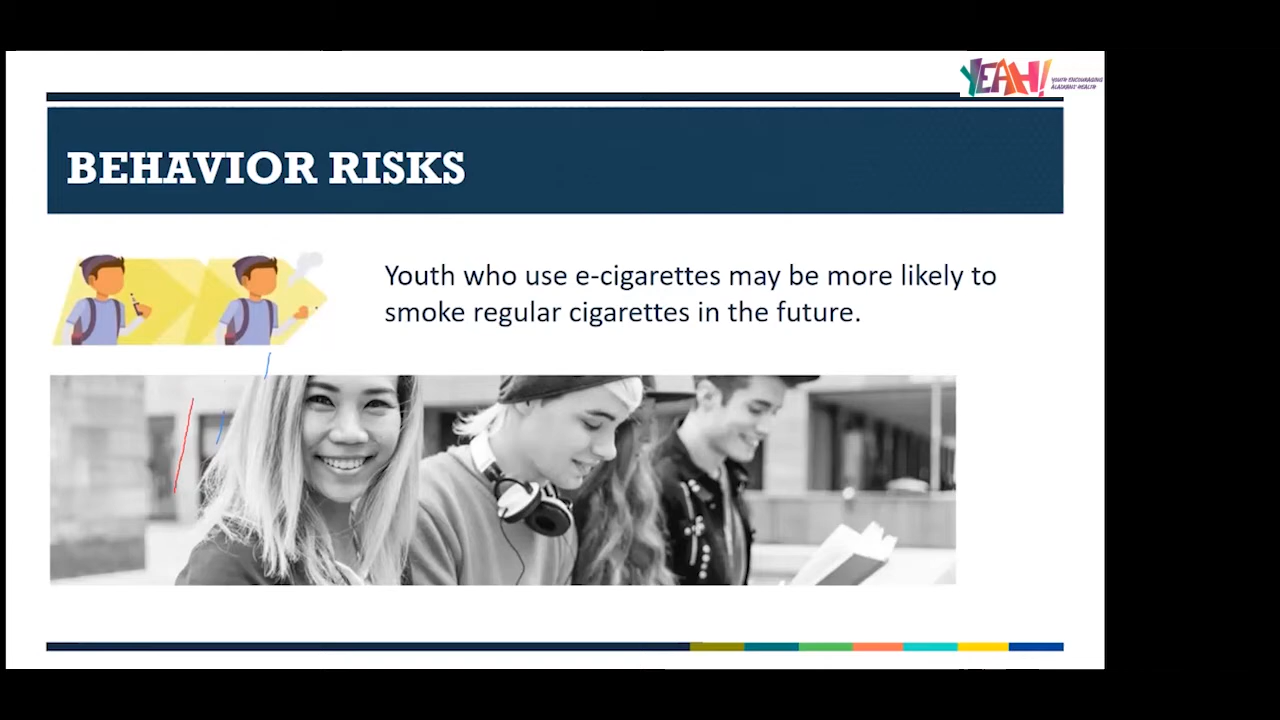 YEAH!
YOUTH ENCOURAGING
ALASKANS' HEALTH
BEHAVIOR RISKS
Youth who use e-cigarettes may be more likely to
smoke regular cigarettes in the future.